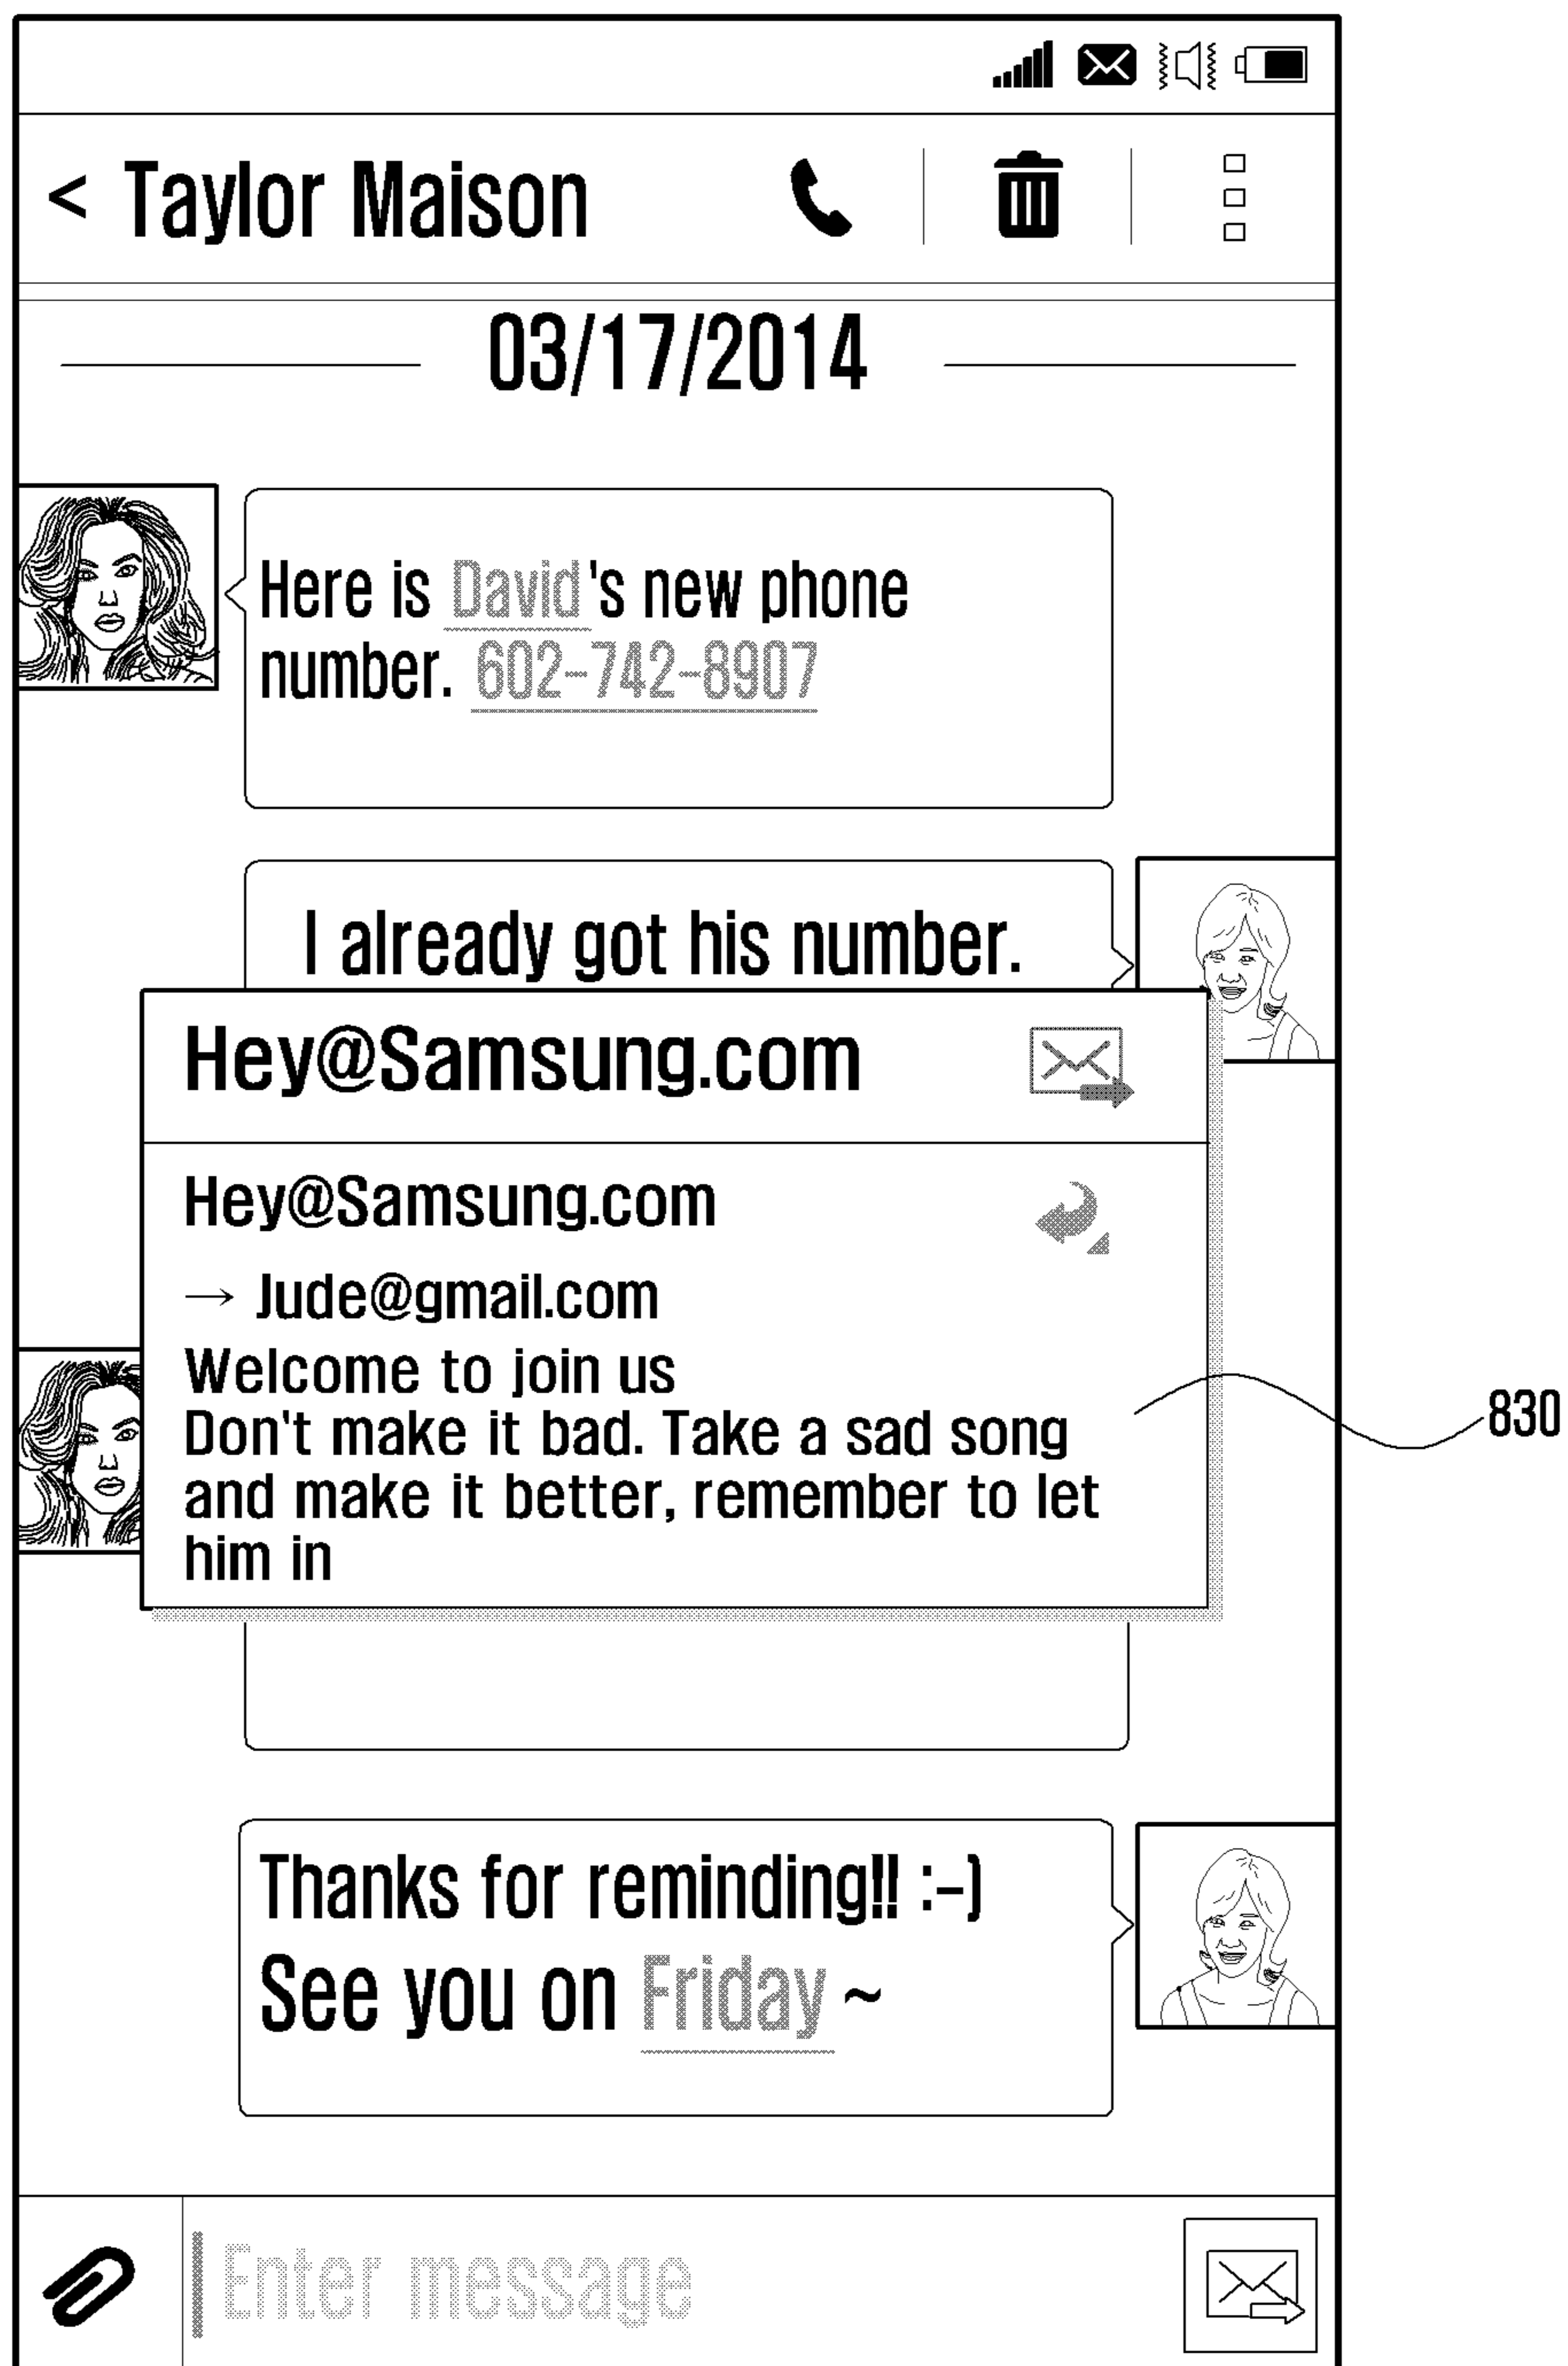 < Taylor Maison
03/17/2014
Here is David's new phone
number. 602-742-8907
I already got his number.
Hey@Samsung.com
Hey@Samsung.com
→ Jude@gmail.com
Welcome to join us
Don't make it bad. Take a sad song
and make it better, remember to let
him in
830
Thanks for reminding!! :-)
See you on Friday ~
Enter message